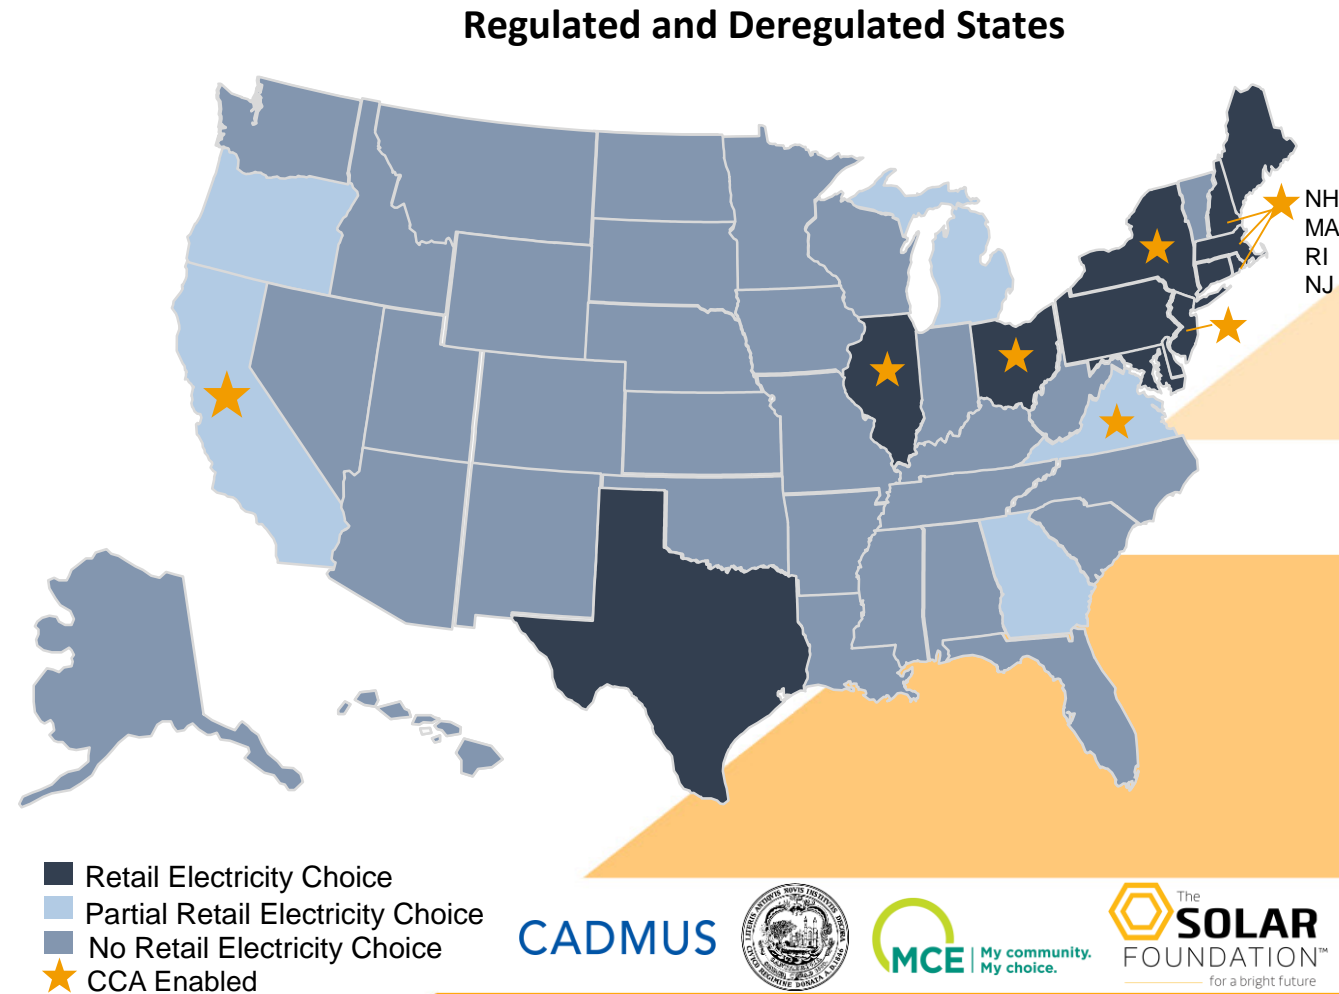 Regulated and Deregulated States
NH
MA
RI
NJ
Retail Electricity Choice
Partial Retail Electricity Choice
No Retail Electricity Choice
CCA Enabled
CADMUS
MCE
My community.
My choice.
The
SOLAR
FOUNDATION™
for a bright future